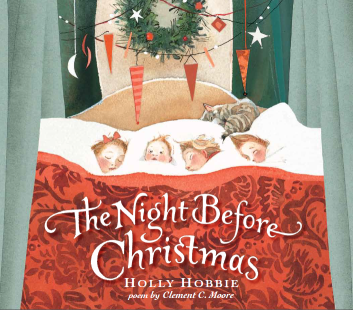 The Night Before
Christmas
HOLLY HOBBIE
poem by Clement C. Moore